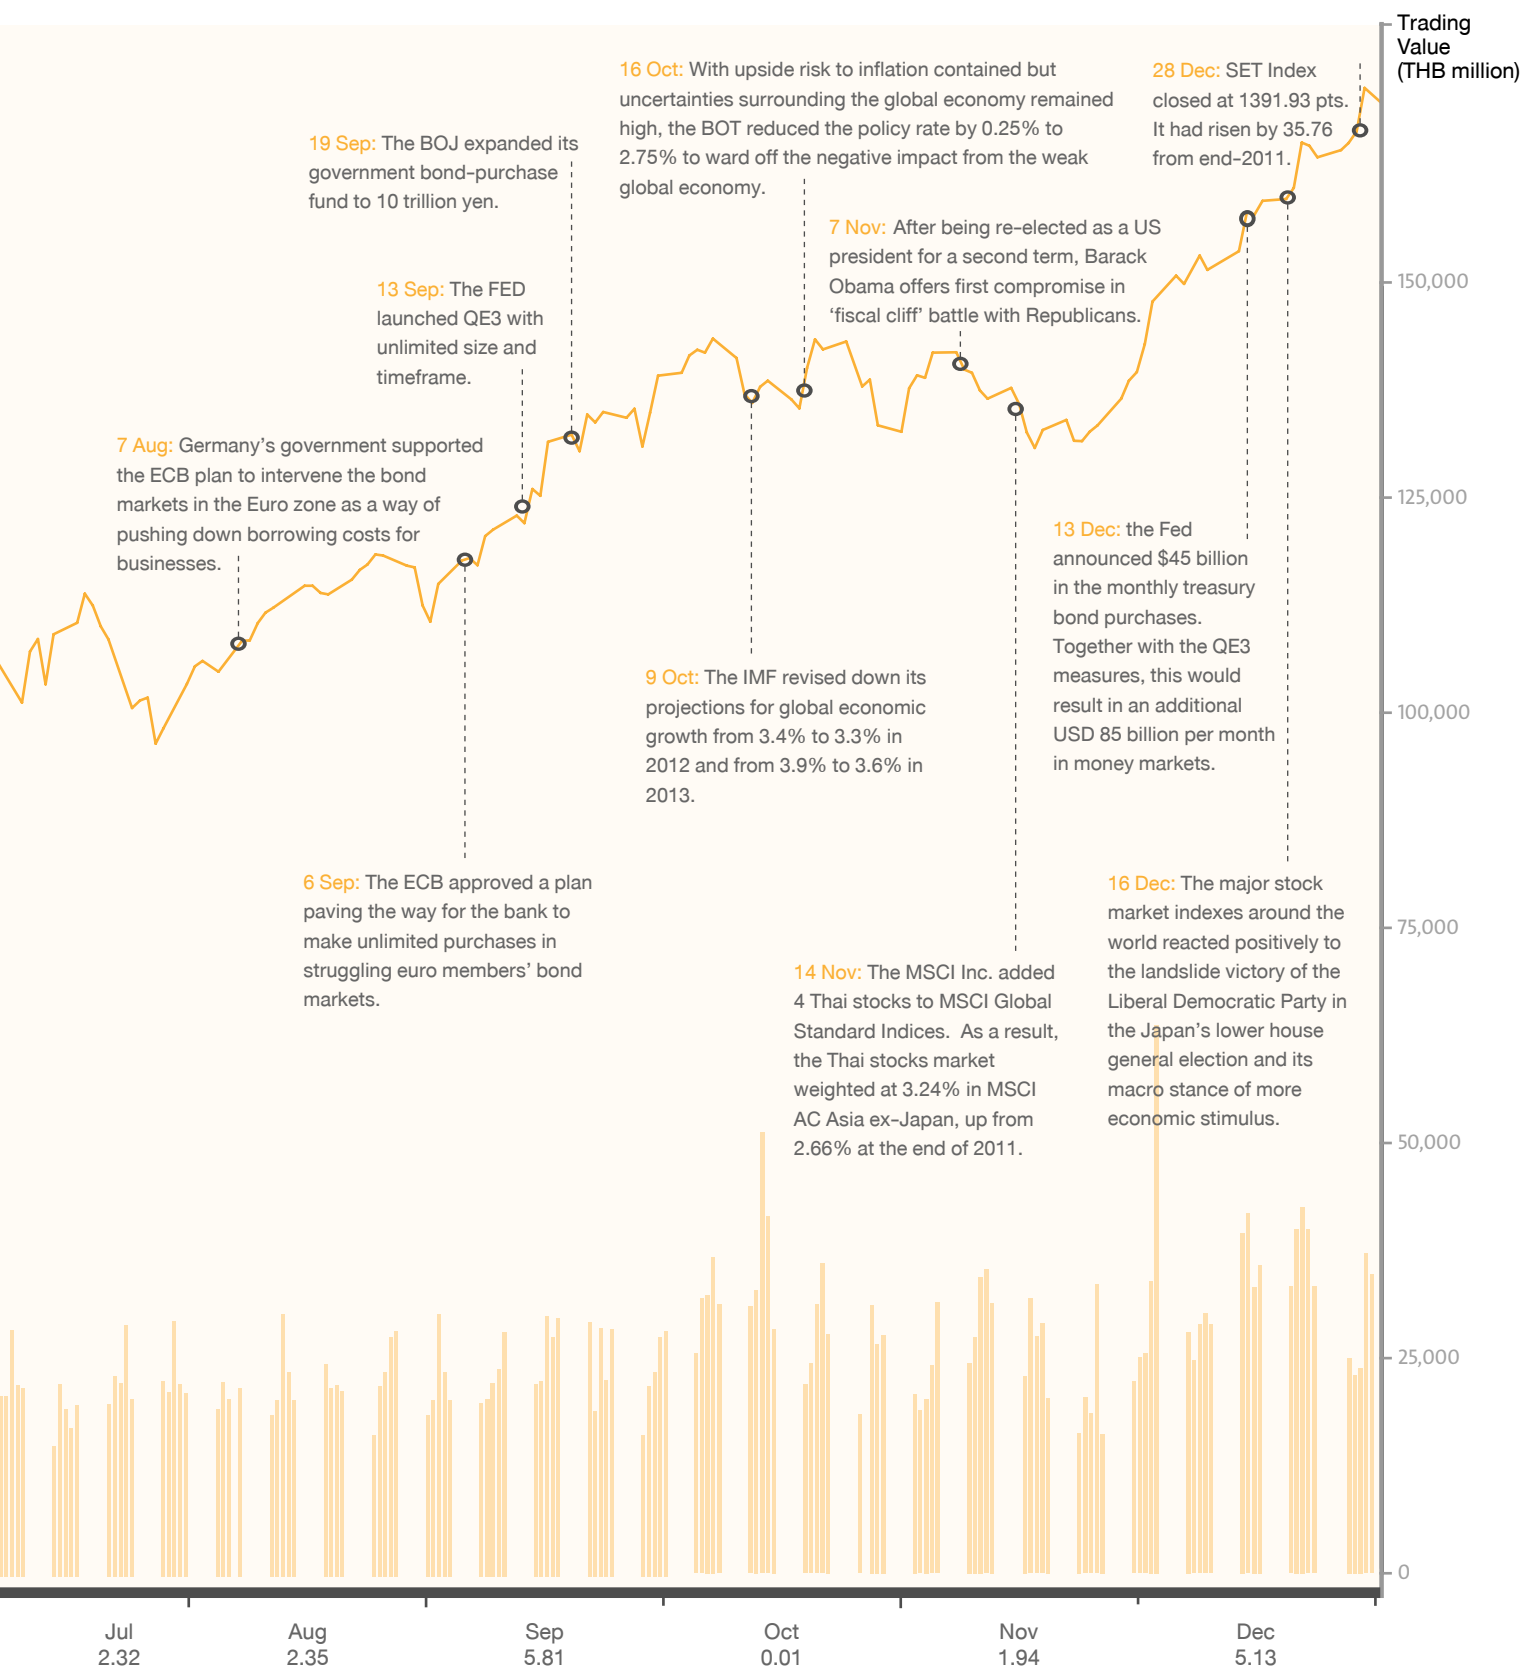 Trading
Value
(THB million)
16 Oct: With upside risk to inflation contained but
uncertainties surrounding the global economy remained
high, the BOT reduced the policy rate by 0.25% to
2.75% to ward off the negative impact from the weak
global economy.
28 Dec: SET Index
closed at 1391.93 pts.
It had risen by 35.76
from end-2011.
19 Sep: The BOJ expanded its
government bond-purchase
fund to 10 trillion yen.
7 Nov: After being re-elected as a US
president for a second term, Barack
Obama offers first compromise in
‘fiscal cliff’ battle with Republicans.
13 Sep: The FED
launched QE3 with
unlimited size and
timeframe.
7 Aug: Germany’s government supported
the ECB plan to intervene the bond
markets in the Euro zone as a way of
pushing down borrowing costs for
businesses.
13 Dec: the Fed
announced $45 billion
in the monthly treasury
bond purchases.
Together with the QE3
measures, this would
result in an additional
USD 85 billion per month
in money markets.
9 Oct: The IMF revised down its
projections for global economic
growth from 3.4% to 3.3% in
2012 and from 3.9% to 3.6% in
2013.
6 Sep: The ECB approved a plan
paving the way for the bank to
make unlimited purchases in
struggling euro members’ bond
markets.
16 Dec: The major stock
market indexes around the
world reacted positively to
the landslide victory of the
Liberal Democratic Party in
the Japan’s lower house
general election and its
macro stance of more
economic stimulus.
14 Nov: The MSCI Inc. added
4 Thai stocks to MSCI Global
Standard Indices.  As a result,
the Thai stocks market
weighted at 3.24% in MSCI
AC Asia ex-Japan, up from
2.66% at the end of 2011.
150,000
125,000
100,000
75,000
50,000
25,000
0
Jul Aug Sep Oct Nov Dec
2.32 2.35 5.81 0.01 1.94 5.13